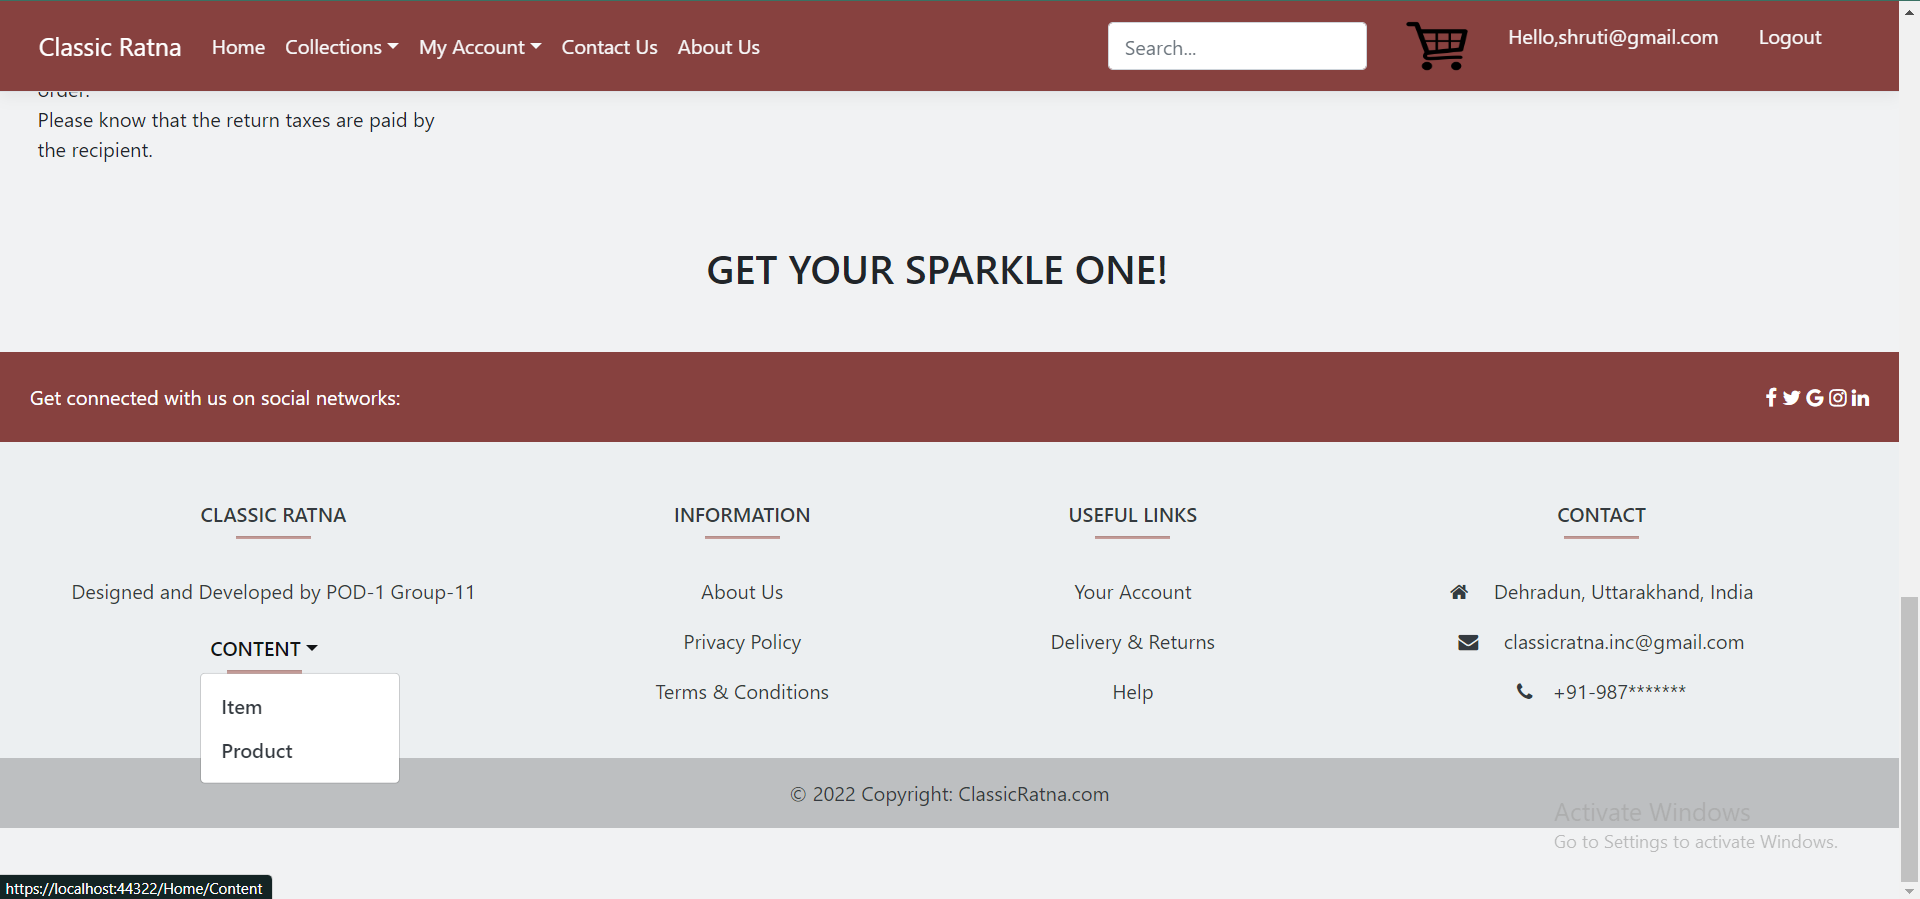 Classic Ratna
Home
Collections
My Account
Contact Us
About Us
Search...
Hello,shruti@gmail.com
Logout
order.
Please know that the return taxes are paid by
the recipient.
GET YOUR SPARKLE ONE!
Get connected with us on social networks:
CLASSIC RATNA
Designed and Developed by POD-1 Group-11
CONTENT
Item
Product
INFORMATION
About Us
Privacy Policy
Terms & Conditions
USEFUL LINKS
Your Account
Delivery & Returns
Help
CONTACT
Dehradun, Uttarakhand, India
classicratna.inc@gmail.com
+91-987*******
© 2022 Copyright: ClassicRatna.com
Activate Windows
Go to Settings to activate Windows.
https://localhost:44322/Home/Content